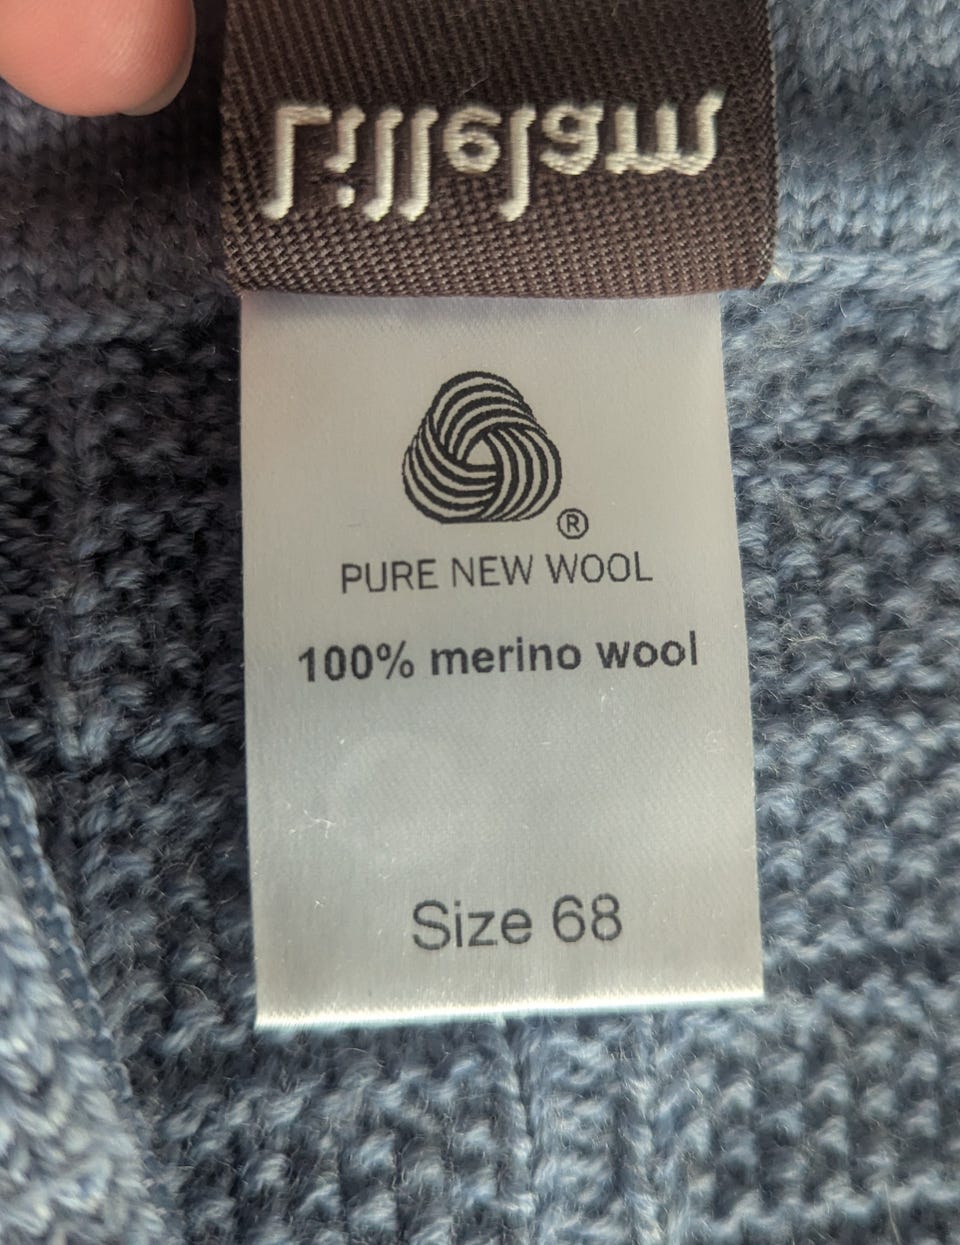 Lillelam
®
PURE NEW WOOL
100% merino wool
Size 68